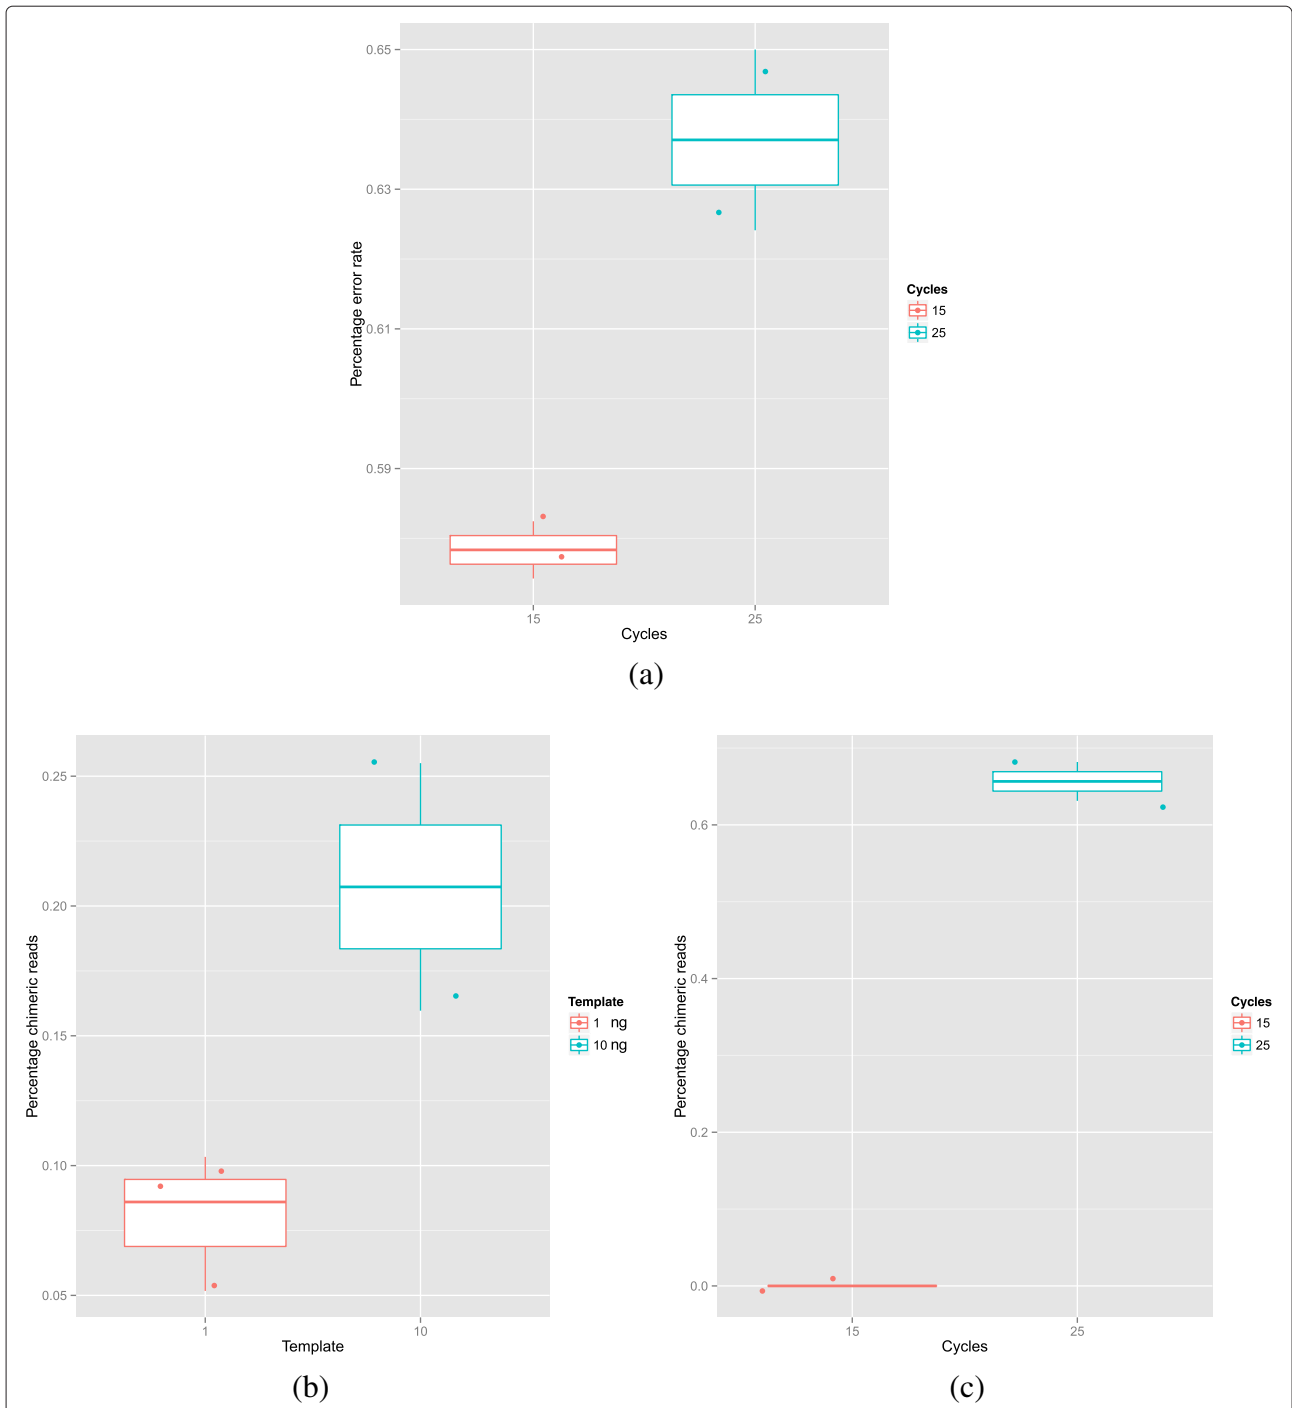 0.65
0.63
0.61
0.59
Percentage error rate
15
25
Cycles
Cycles
15
25
(a)
0.25
0.20
0.15
0.10
0.05
Percentage chimeric reads
1
10
Template
Template
1 ng
10 ng
(b)
0.6
0.4
0.2
0.0
Percentage chimeric reads
15
25
Cycles
Cycles
15
25
(c)